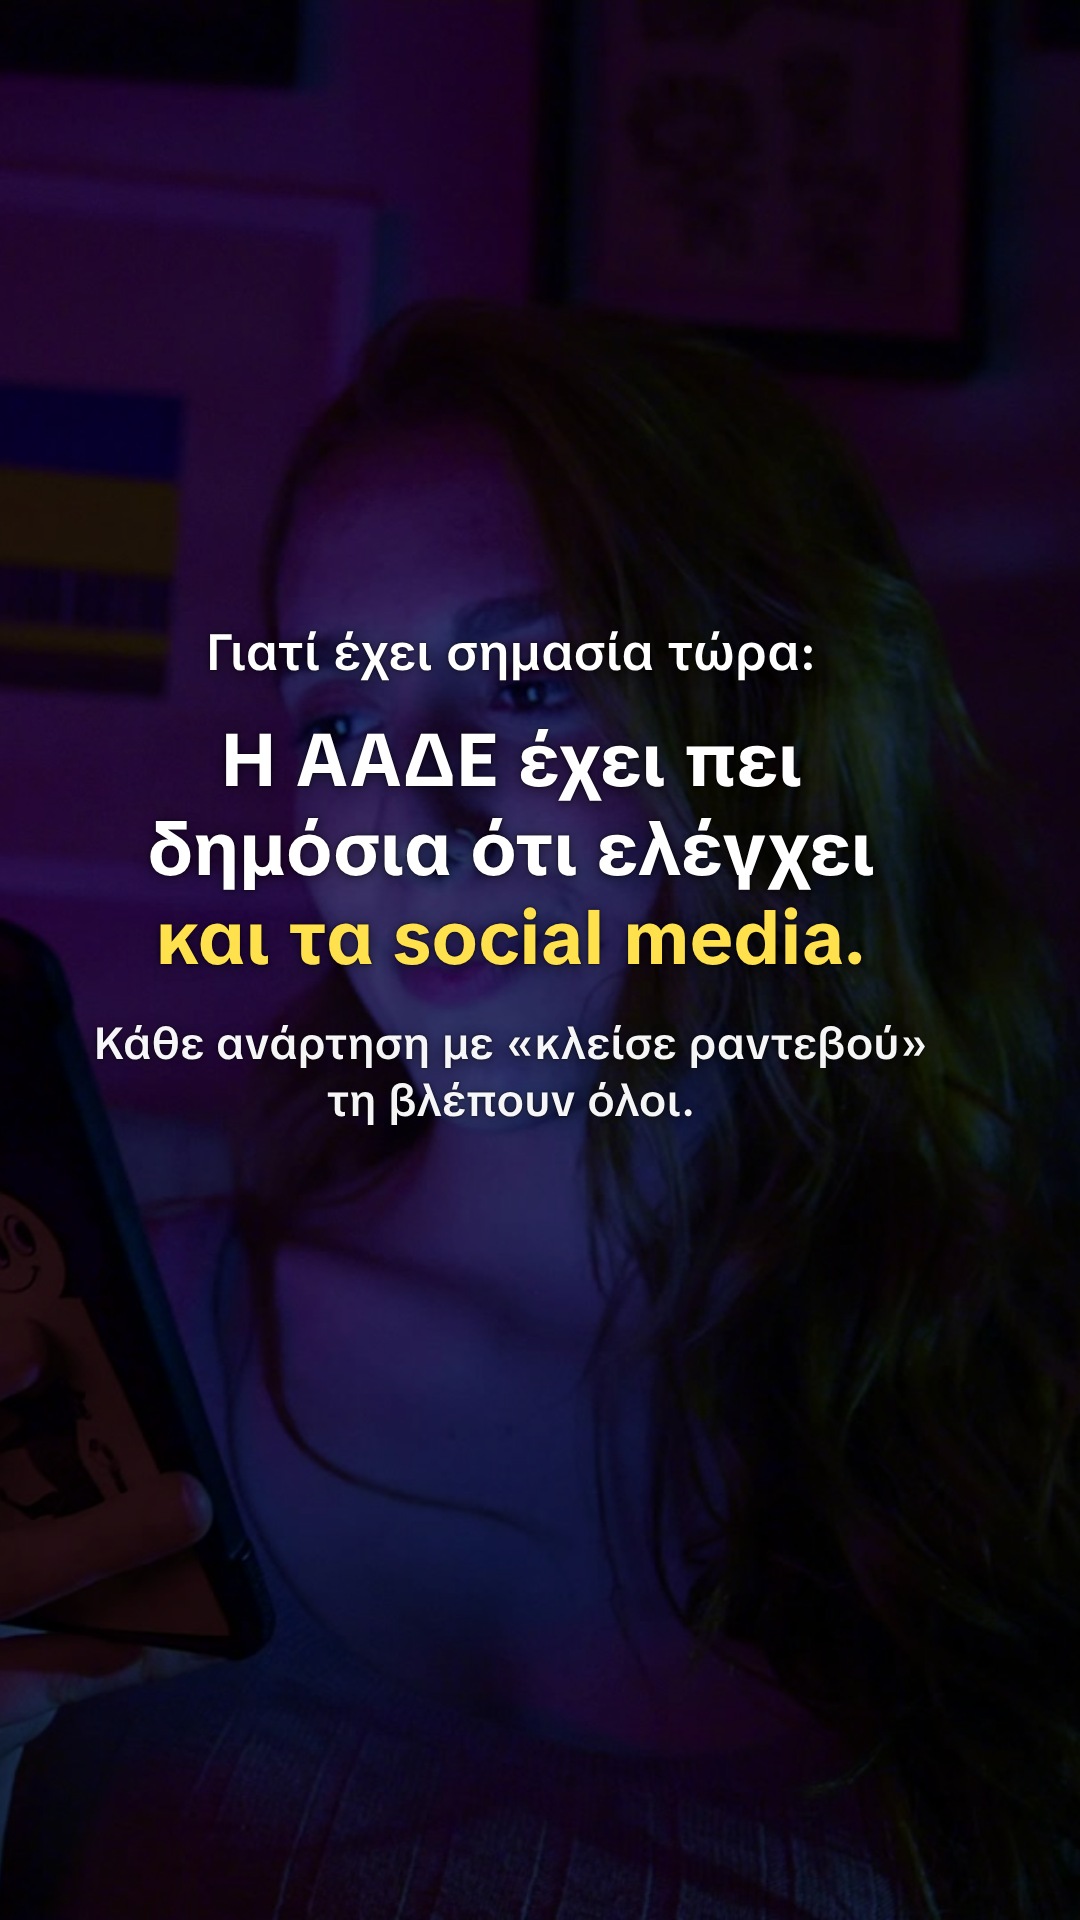 Γιατί έχει σημασία τώρα:
Η ΑΑΔΕ έχει πει
δημόσια ότι ελέγχει
και τα social media.
Κάθε ανάρτηση με «κλείσε ραντεβού»
τη βλέπουν όλοι.